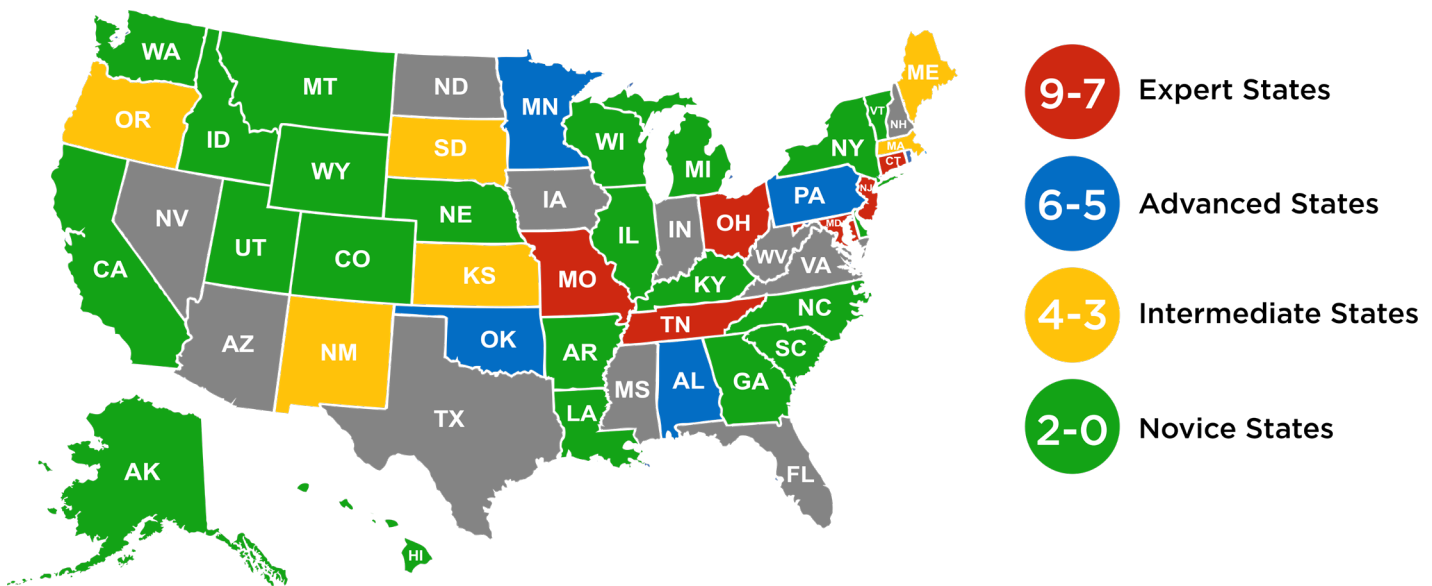 WA
MT
ND
MN
ME
OR
ID
WY
SD
WI
MI
VT
NH
NY
MA
CT
NV
UT
CO
NE
IA
IL
IN
OH
PA
NJ
MD
CA
KS
MO
KY
WV
VA
AZ
NM
OK
AR
TN
NC
SC
TX
LA
MS
AL
GA
FL
AK
HI
9-7 Expert States
6-5 Advanced States
4-3 Intermediate States
2-0 Novice States